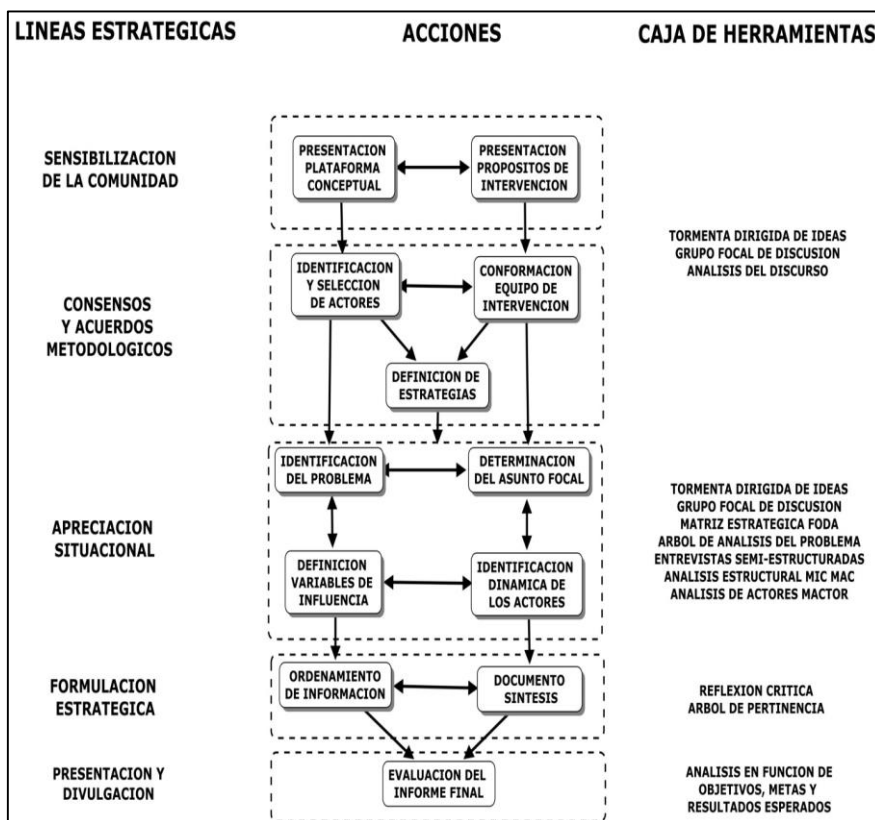 LINEAS ESTRATEGICAS
ACCIONES
CAJA DE HERRAMIENTAS
SENSIBILIZACION
DE LA COMUNIDAD
PRESENTACION
PLATAFORMA
CONCEPTUAL
PRESENTACION
PROPOSITOS DE
INTERVENCION
TORMENTA DIRIGIDA DE IDEAS
GRUPO FOCAL DE DISCUSION
ANALISIS DEL DISCURSO
CONSENSOS
Y ACUERDOS
METODOLOGICOS
IDENTIFICACION
Y SELECCION
DE ACTORES
CONFORMACION
EQUIPO DE
INTERVENCION
DEFINICION DE
ESTRATEGIAS
APRECIACION
SITUACIONAL
IDENTIFICACION
DEL PROBLEMA
DETERMINACION
DEL ASUNTO FOCAL
DEFINICION
VARIABLES DE
INFLUENCIA
IDENTIFICACION
DINAMICA DE
LOS ACTORES
TORMENTA DIRIGIDA DE IDEAS
GRUPO FOCAL DE DISCUSION
MATRIZ ESTRATEGICA FODA
ARBOL DE ANALISIS DEL PROBLEMA
ENTREVISTAS SEMI-ESTRUCTURADAS
ANALISIS ESTRUCTURAL MIC MAC
ANALISIS DE ACTORES MACTOR
FORMULACION
ESTRATEGICA
ORDENAMIENTO
DE INFORMACION
DOCUMENTO
SINTESIS
REFLEXION CRITICA
ARBOL DE PERTINENCIA
PRESENTACION Y
DIVULGACION
EVALUACION DEL
INFORME FINAL
ANALISIS EN FUNCION DE
OBJETIVOS, METAS Y
RESULTADOS ESPERADOS